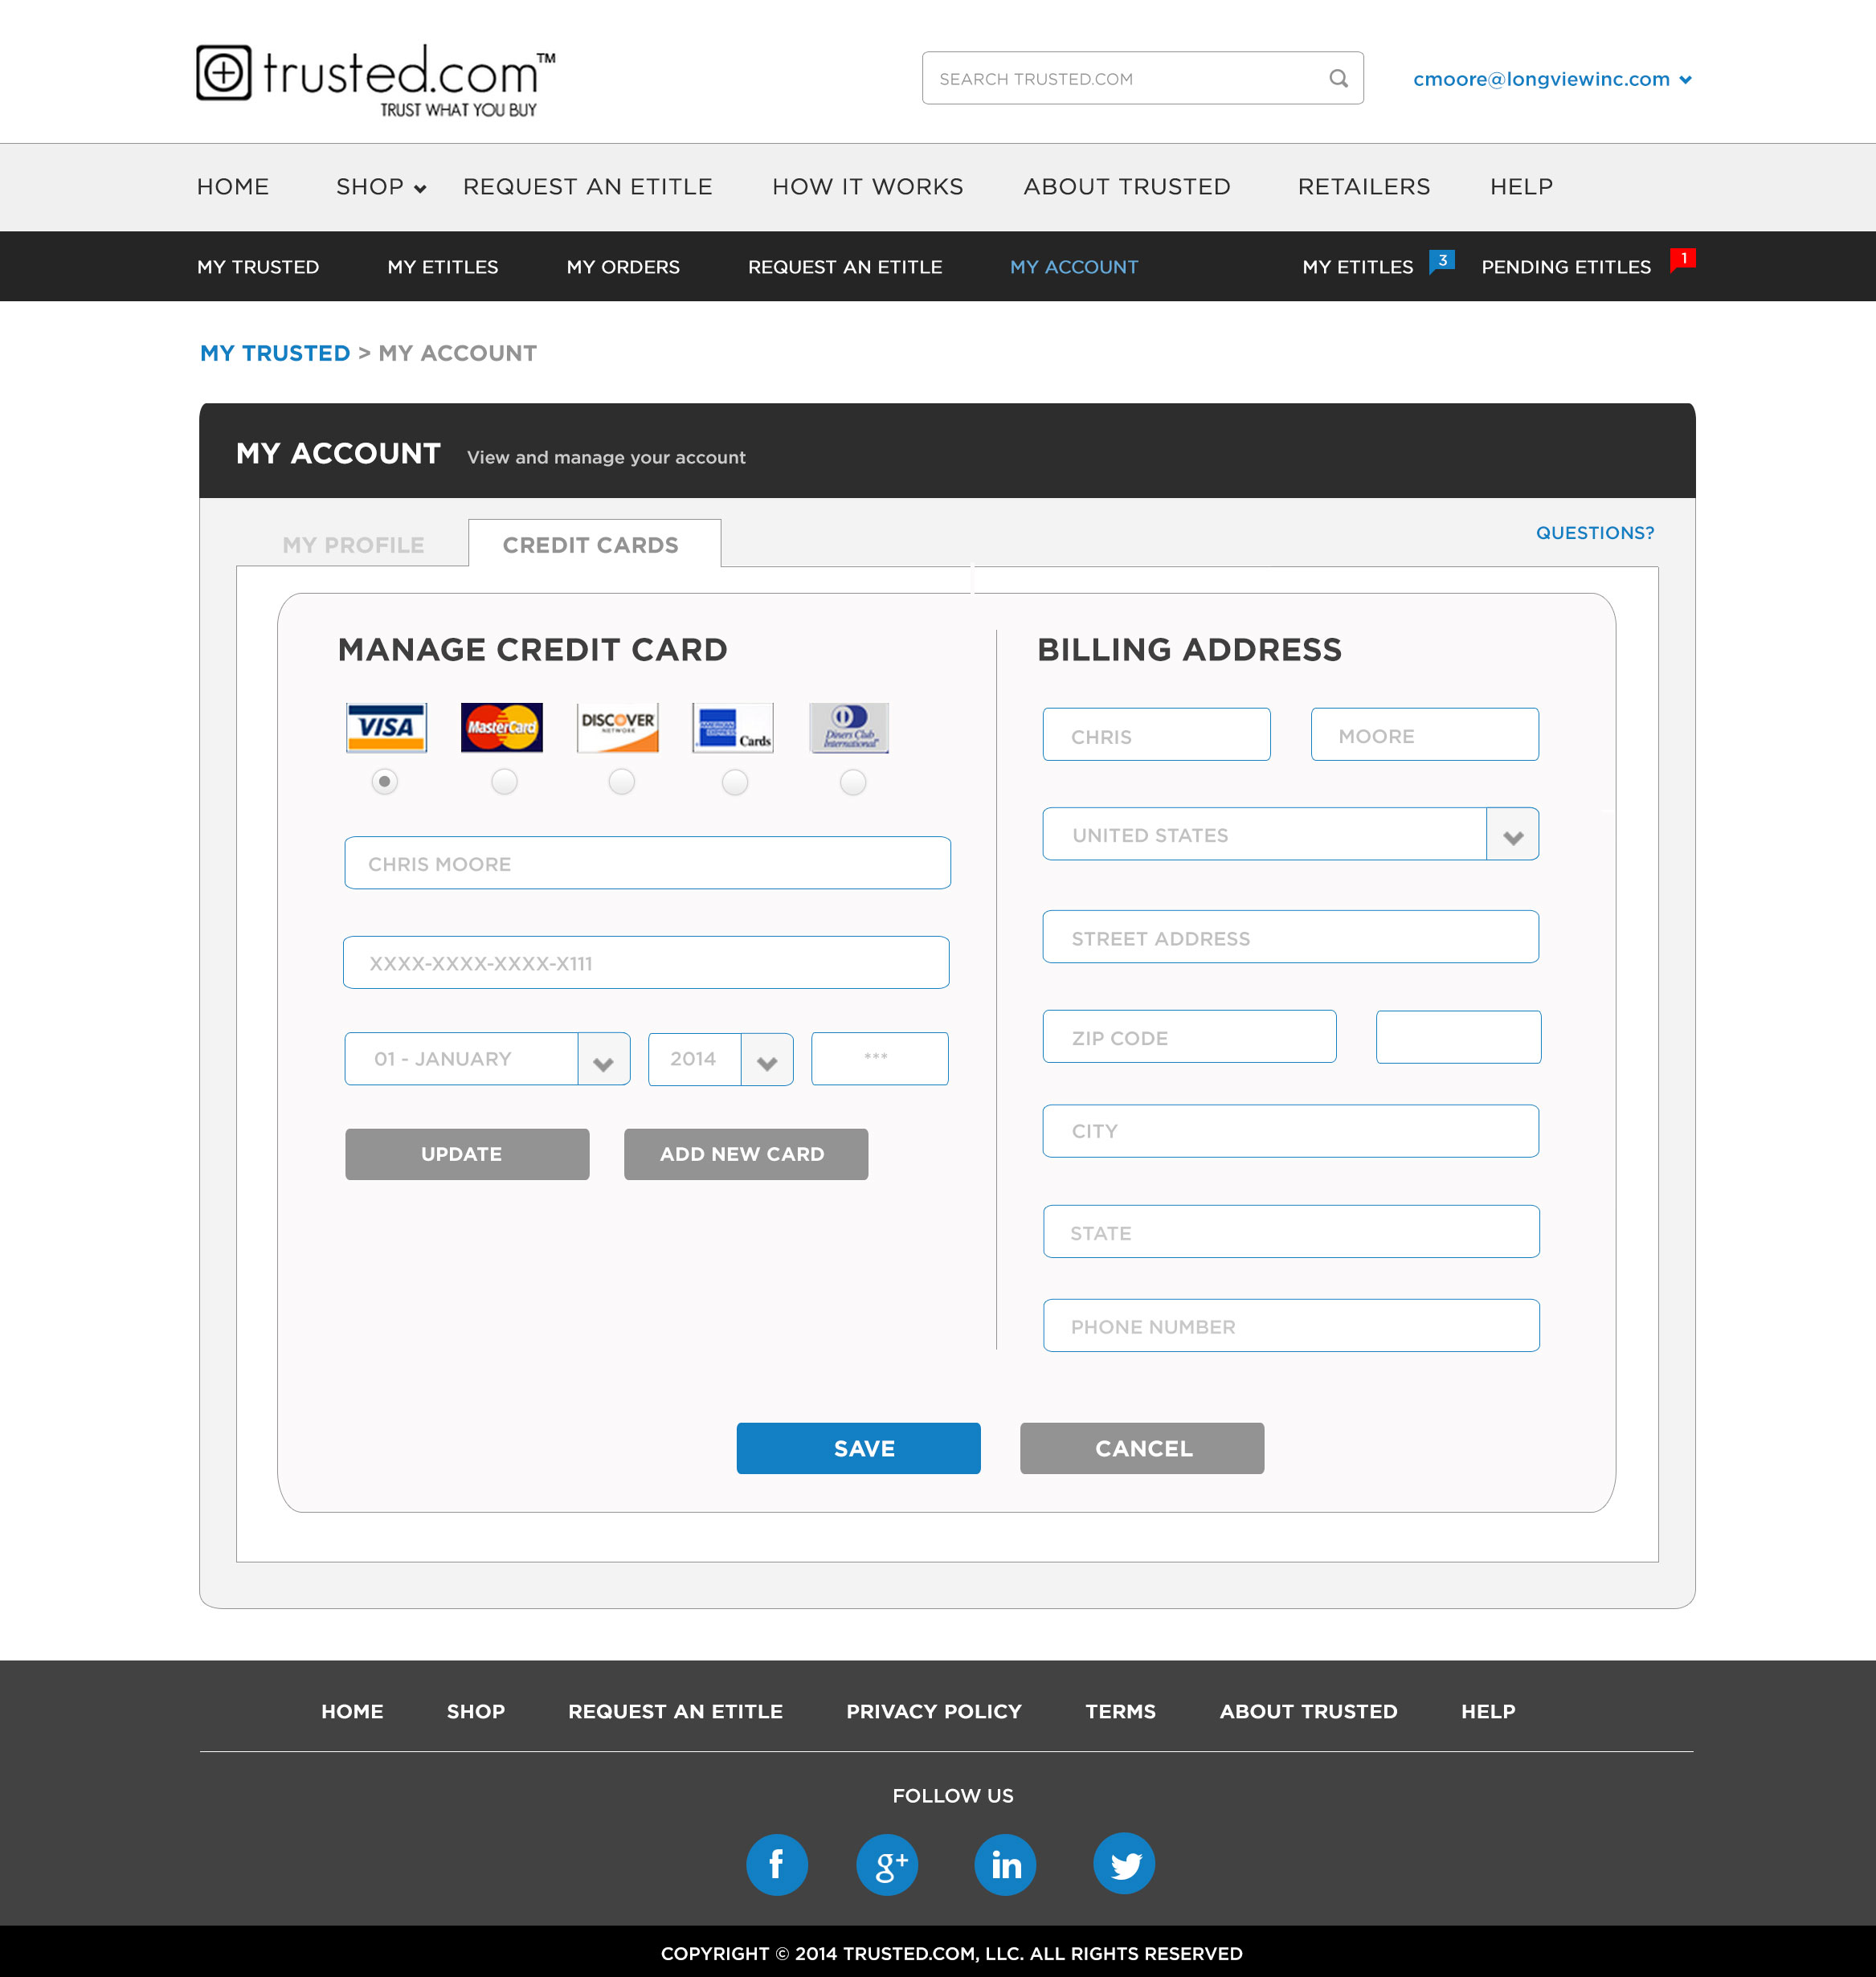 trusted.com™
TRUST WHAT YOU BUY
SEARCH TRUSTED.COM
cmoore@longviewinc.com
HOME SHOP REQUEST AN ETITLE HOW IT WORKS ABOUT TRUSTED RETAILERS HELP
MY TRUSTED MY ETITLES MY ORDERS REQUEST AN ETITLE MY ACCOUNT MY ETITLES 3 PENDING ETITLES 1
MY TRUSTED > MY ACCOUNT
MY ACCOUNT View and manage your account
MY PROFILE CREDIT CARDS QUESTIONS?
MANAGE CREDIT CARD
VISA MasterCard DISCOVER NETWORK AMERICAN EXPRESS Cards Diners Club International
CHRIS MOORE
XXXX-XXXX-XXXX-X111
01 - JANUARY 2014 ***
UPDATE ADD NEW CARD
BILLING ADDRESS
CHRIS MOORE
UNITED STATES
STREET ADDRESS
ZIP CODE
CITY
STATE
PHONE NUMBER
SAVE CANCEL
HOME SHOP REQUEST AN ETITLE PRIVACY POLICY TERMS ABOUT TRUSTED HELP
FOLLOW US
f g+ in
COPYRIGHT © 2014 TRUSTED.COM, LLC. ALL RIGHTS RESERVED